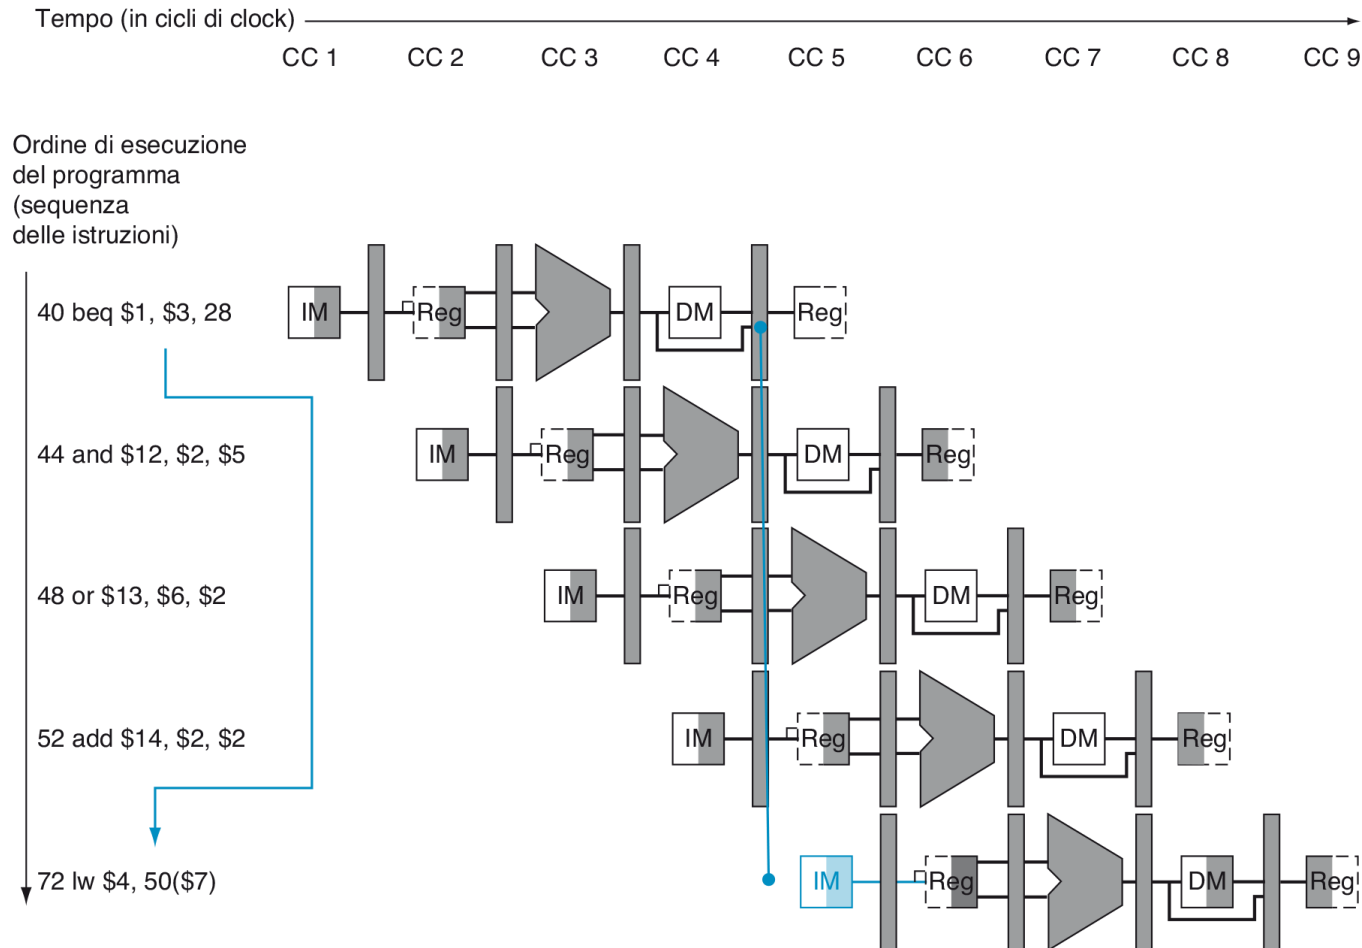 Tempo (in cicli di clock)
CC 1 CC 2 CC 3 CC 4 CC 5 CC 6 CC 7 CC 8 CC 9
Ordine di esecuzione
del programma
(sequenza
delle istruzioni)
40 beq $1, $3, 28
IM Reg DM Reg
44 and $12, $2, $5
IM Reg DM Reg
48 or $13, $6, $2
IM Reg DM Reg
52 add $14, $2, $2
IM Reg DM Reg
72 lw $4, 50($7)
IM Reg DM Reg